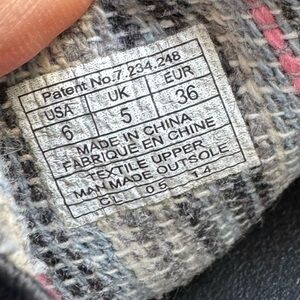 Patent No.7.234.248
USA UK EUR
6 5 36
MADE IN CHINA
FABRIQUE EN CHINE
TEXTILE UPPER
MAN MADE OUTSOLE
CL 05 14